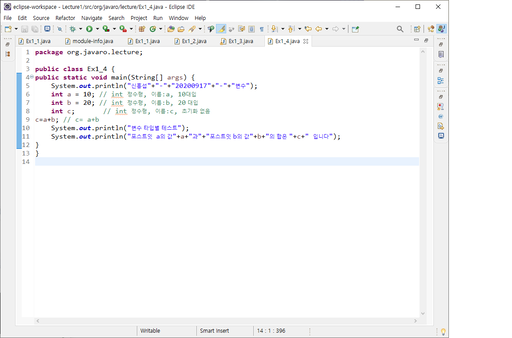 eclipse-workspace - Lecture1/src/org/javaro/lecture/Ex1_4.java - Eclipse IDE
File Edit Source Refactor Navigate Search Project Run Window Help
Ex1_1.java module-info.java Ex1_2.java Ex1_3.java Ex1_4.java
1 package org.javaro.lecture;
2
3 public class Ex1_4 {
4 public static void main(String[] args) {
5 System.out.println("신홍섭"+"-"+"20200917"+"-"+"변수");
6 int a = 10; // int 정수형, 이름:a, 10대입
7 int b = 20; // int 정수형, 이름:b, 20 대입
8 int c; // int 정수형, 이름:c, 초기화 없음
9 c=a+b; // c= a+b
10 System.out.println("변수 타입별 테스트");
11 System.out.println("포스트잇 a의 값"+a+"과"+"포스트잇 b의 값"+b+"의 합은 "+c+" 입니다");
12 }
13 }
14
Writable Smart Insert 14 : 1 : 396